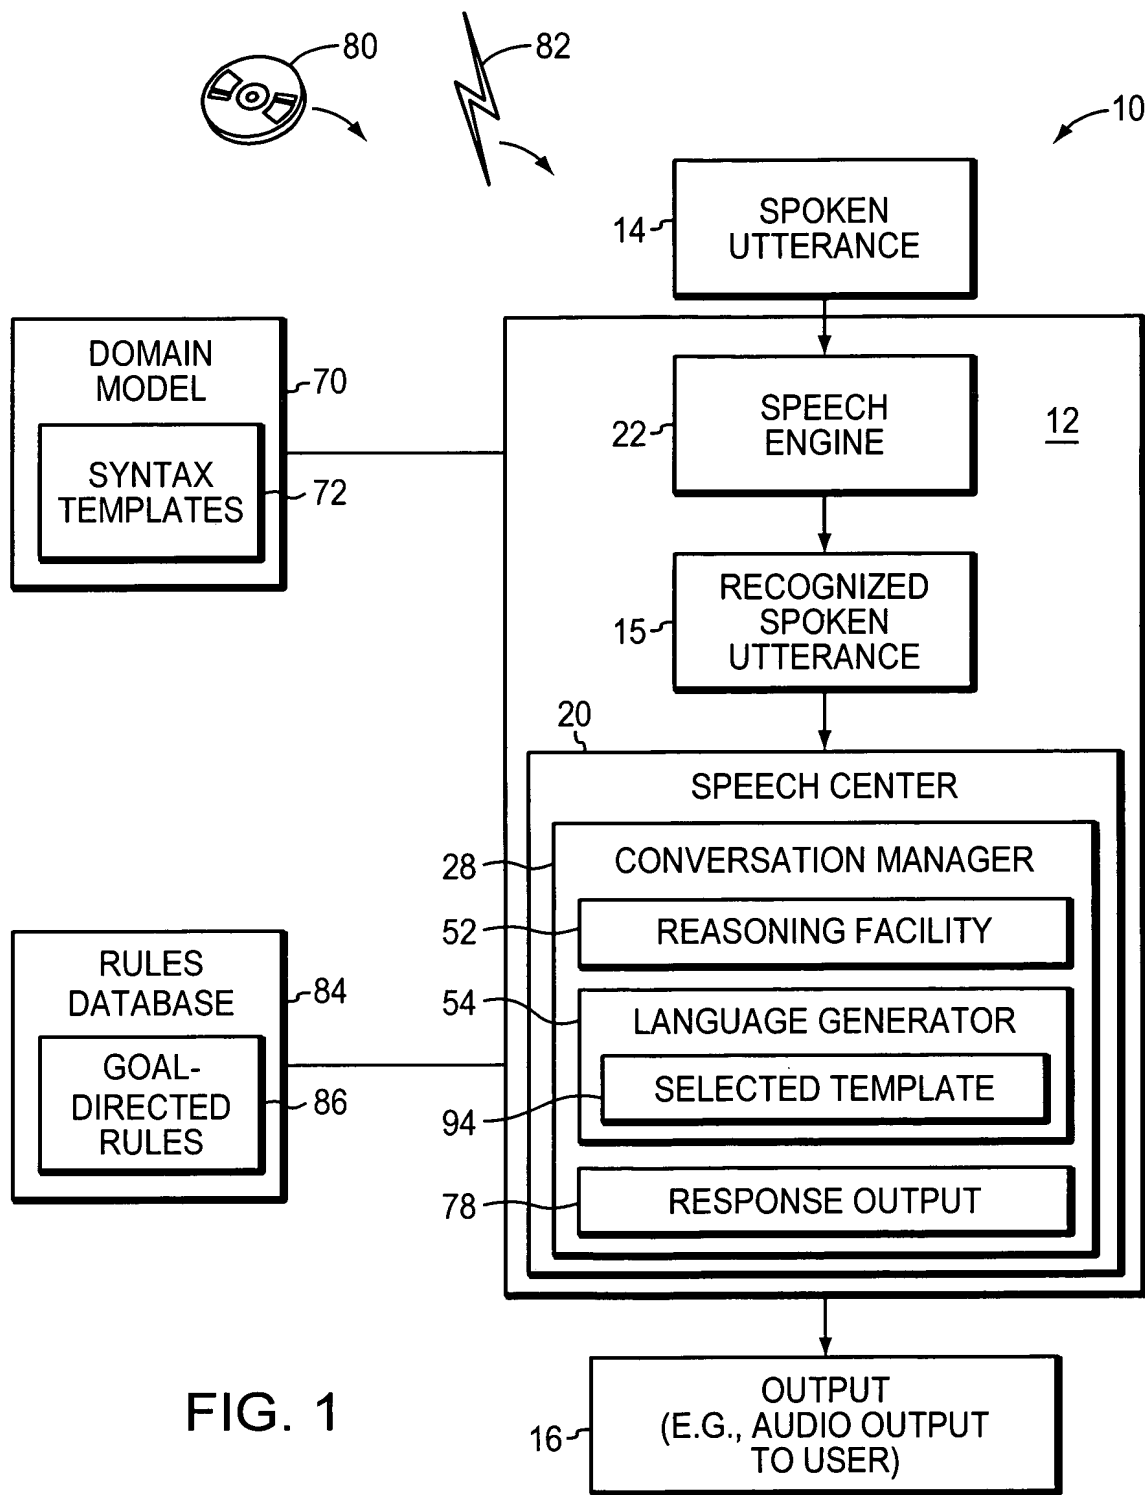 80
82
10
14
SPOKEN
UTTERANCE
DOMAIN
MODEL
70
SYNTAX
TEMPLATES
72
22
SPEECH
ENGINE
12
15
RECOGNIZED
SPOKEN
UTTERANCE
20
SPEECH CENTER
28
CONVERSATION MANAGER
52
REASONING FACILITY
RULES
DATABASE
84
GOAL-
DIRECTED
RULES
86
54
LANGUAGE GENERATOR
94
SELECTED TEMPLATE
78
RESPONSE OUTPUT
16
OUTPUT
(E.G., AUDIO OUTPUT
TO USER)
FIG. 1